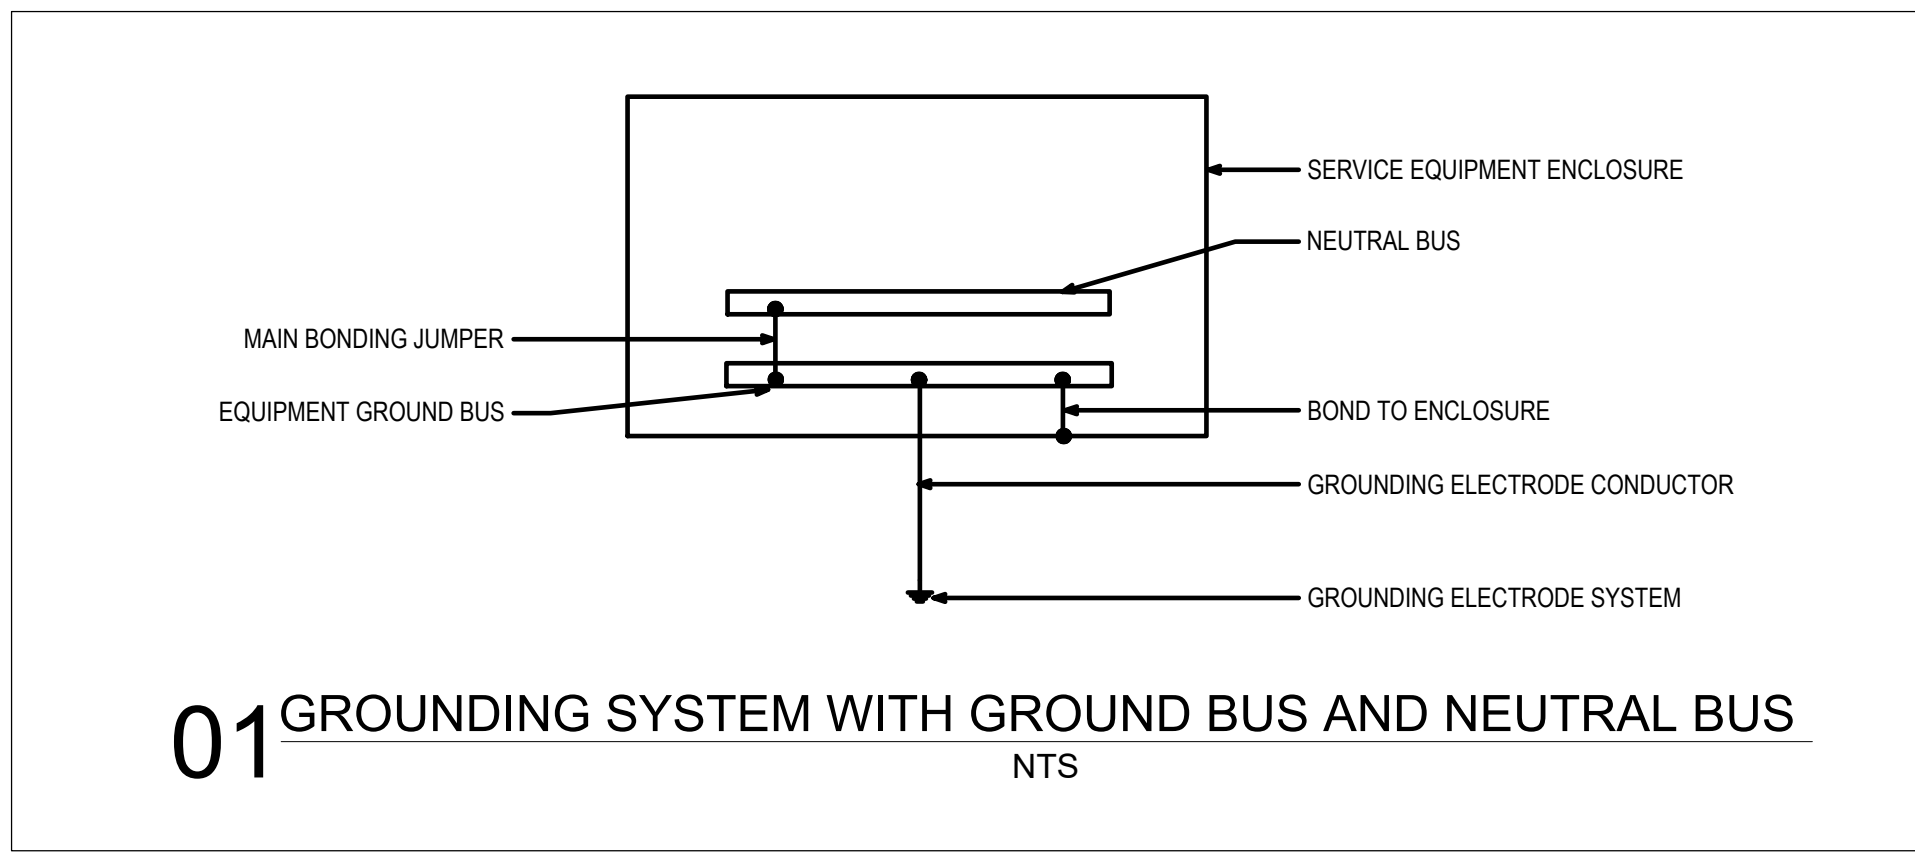 SERVICE EQUIPMENT ENCLOSURE
NEUTRAL BUS
MAIN BONDING JUMPER
EQUIPMENT GROUND BUS
BOND TO ENCLOSURE
GROUNDING ELECTRODE CONDUCTOR
GROUNDING ELECTRODE SYSTEM
01 GROUNDING SYSTEM WITH GROUND BUS AND NEUTRAL BUS
NTS